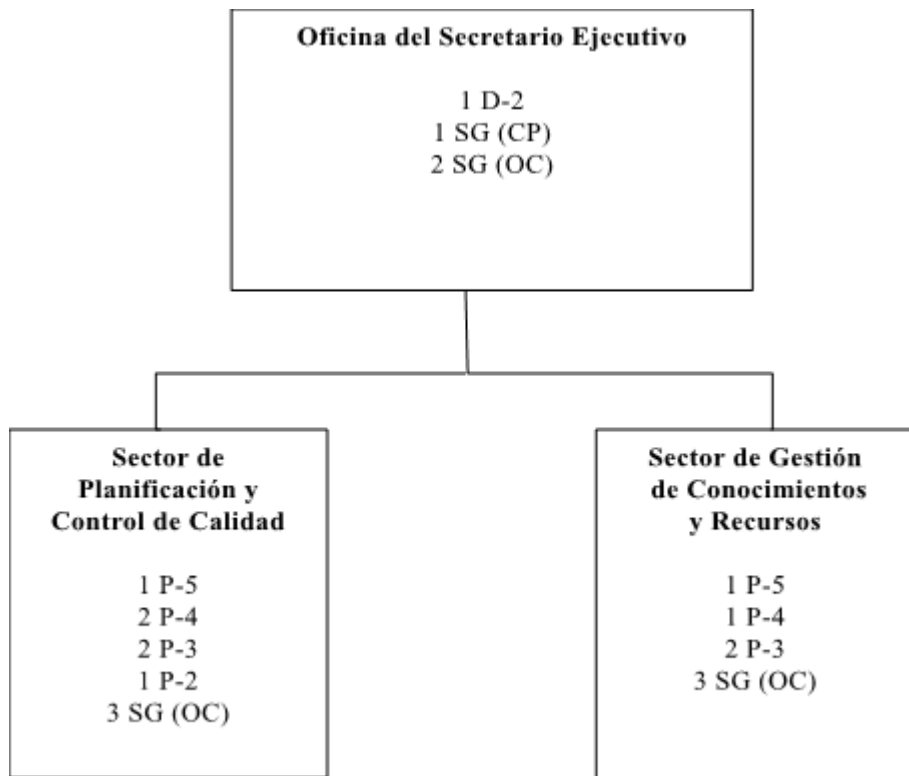 Oficina del Secretario Ejecutivo
1 D-2
1 SG (CP)
2 SG (OC)
Sector de
Planificación y
Control de Calidad
1 P-5
2 P-4
2 P-3
1 P-2
3 SG (OC)
Sector de Gestión
de Conocimientos
y Recursos
1 P-5
1 P-4
2 P-3
3 SG (OC)